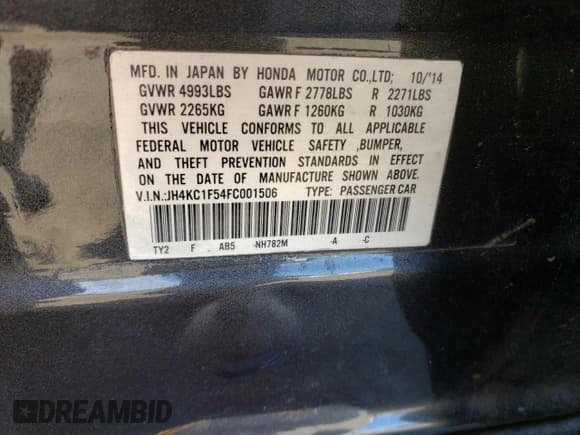 MFD. IN JAPAN BY HONDA MOTOR CO.,LTD; 10/'14
GVWR 4993LBS GAWR F 2778LBS R 2271LBS
GVWR 2265KG GAWR F 1260KG R 1030KG
THIS VEHICLE CONFORMS TO ALL APPLICABLE
FEDERAL MOTOR VEHICLE SAFETY ,BUMPER,
AND THEFT PREVENTION STANDARDS IN EFFECT
ON THE DATE OF MANUFACTURE SHOWN ABOVE.
V.I.N.:JH4KC1F54FC001506 TYPE: PASSENGER CAR
TY2 F AB5 NH782M -A -C
DREAMBID